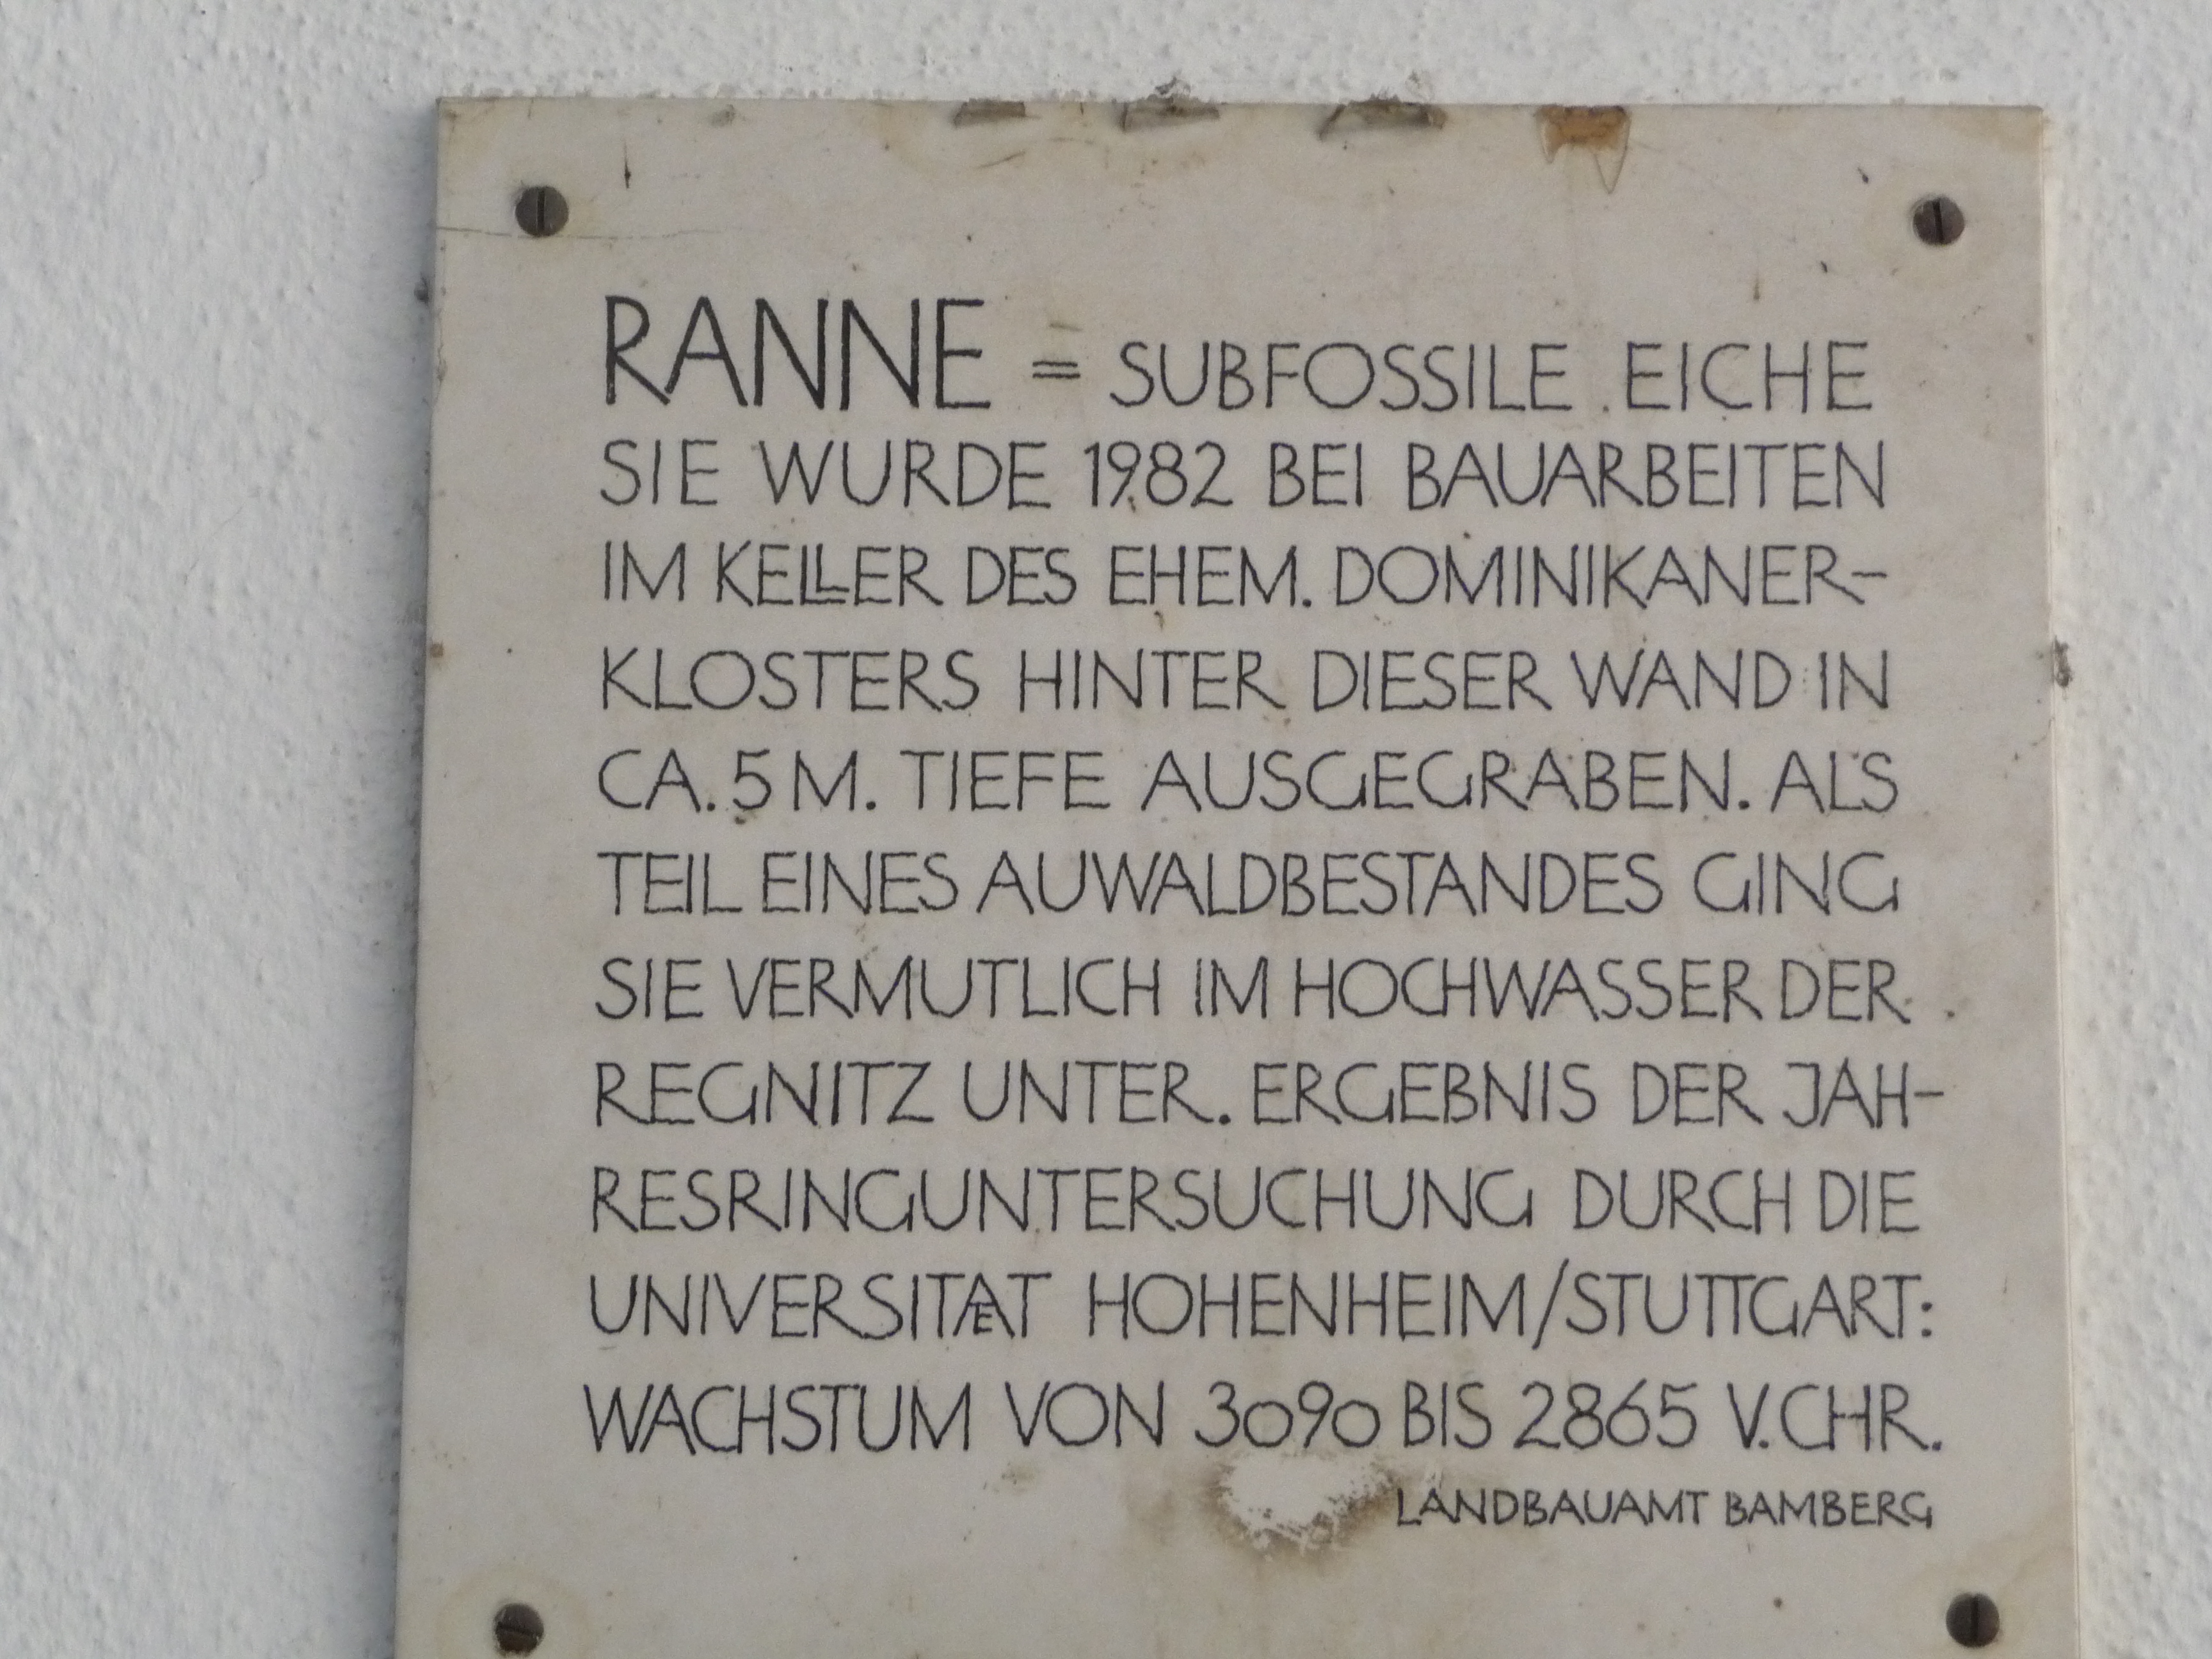 RANNE = SUBFOSSILE EICHE
SIE WURDE 1982 BEI BAUARBEITEN
IM KELLER DES EHEM. DOMINIKANER-
KLOSTERS HINTER DIESER WAND IN
CA. 5 M. TIEFE AUSGEGRABEN. ALS
TEIL EINES AUWALDBESTANDES GING
SIE VERMUTLICH IM HOCHWASSER DER
REGNITZ UNTER. ERGEBNIS DER JAH-
RESRINGUNTERSUCHUNG DURCH DIE
UNIVERSITÆT HOHENHEIM/STUTTGART:
WACHSTUM VON 3090 BIS 2865 V.CHR.
LANDBAUAMT BAMBERG